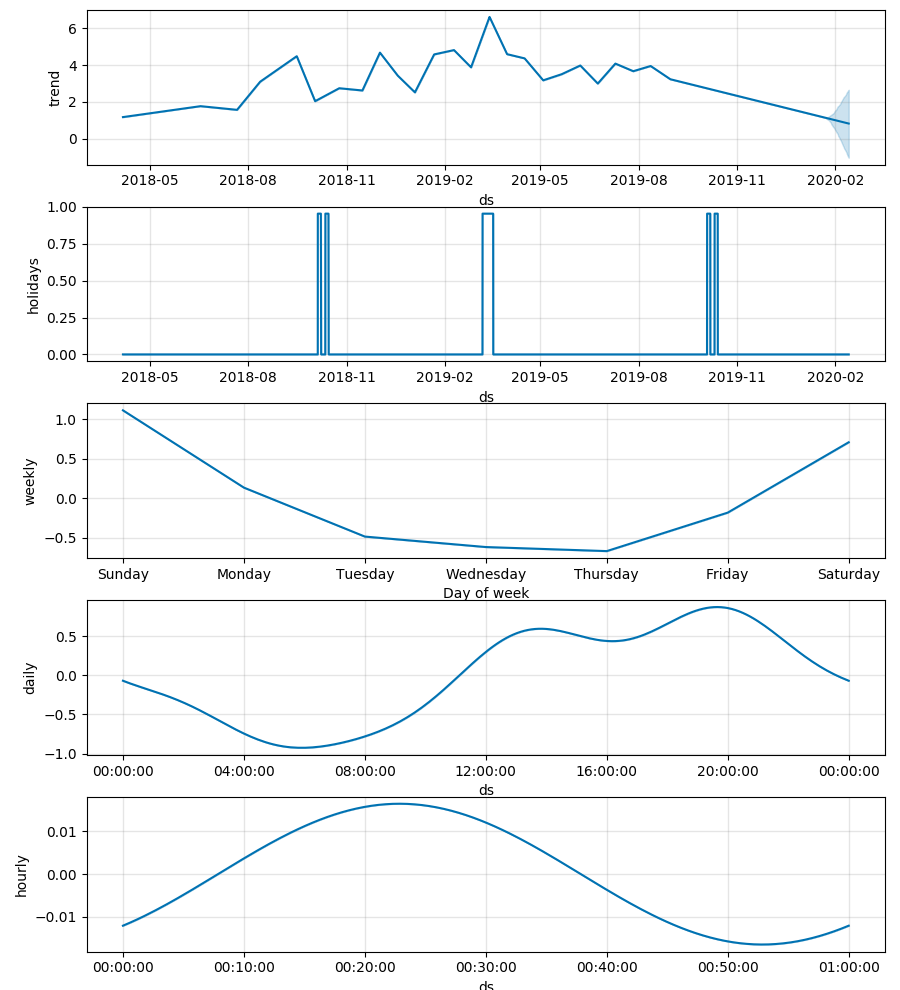 6
4
2
0
trend
2018-05 2018-08 2018-11 2019-02 2019-05 2019-08 2019-11 2020-02
ds
1.00
0.75
0.50
0.25
0.00
holidays
2018-05 2018-08 2018-11 2019-02 2019-05 2019-08 2019-11 2020-02
ds
1.0
0.5
0.0
−0.5
weekly
Sunday Monday Tuesday Wednesday Thursday Friday Saturday
Day of week
0.5
0.0
−0.5
−1.0
daily
00:00:00 04:00:00 08:00:00 12:00:00 16:00:00 20:00:00 00:00:00
ds
0.01
0.00
−0.01
hourly
00:00:00 00:10:00 00:20:00 00:30:00 00:40:00 00:50:00 01:00:00
ds